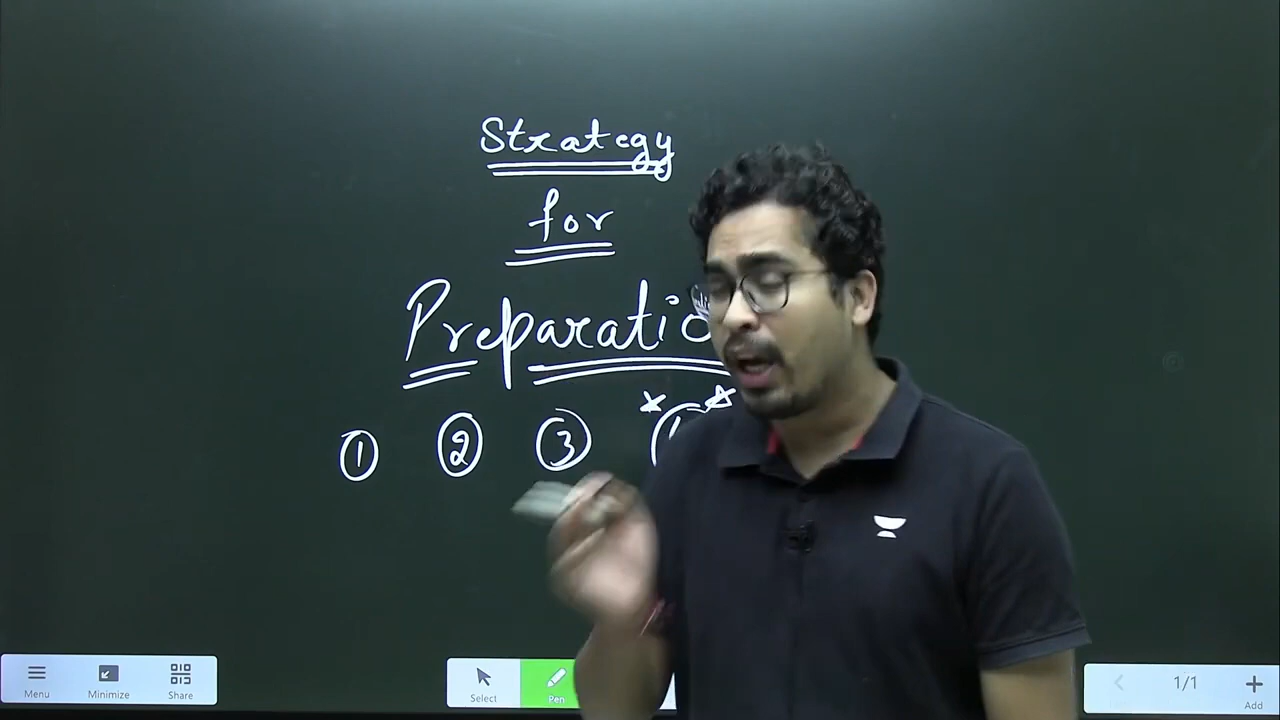 Strategy
for
Preparatio
① ② ③
Menu Minimize Share Select Pen 1/1 Add